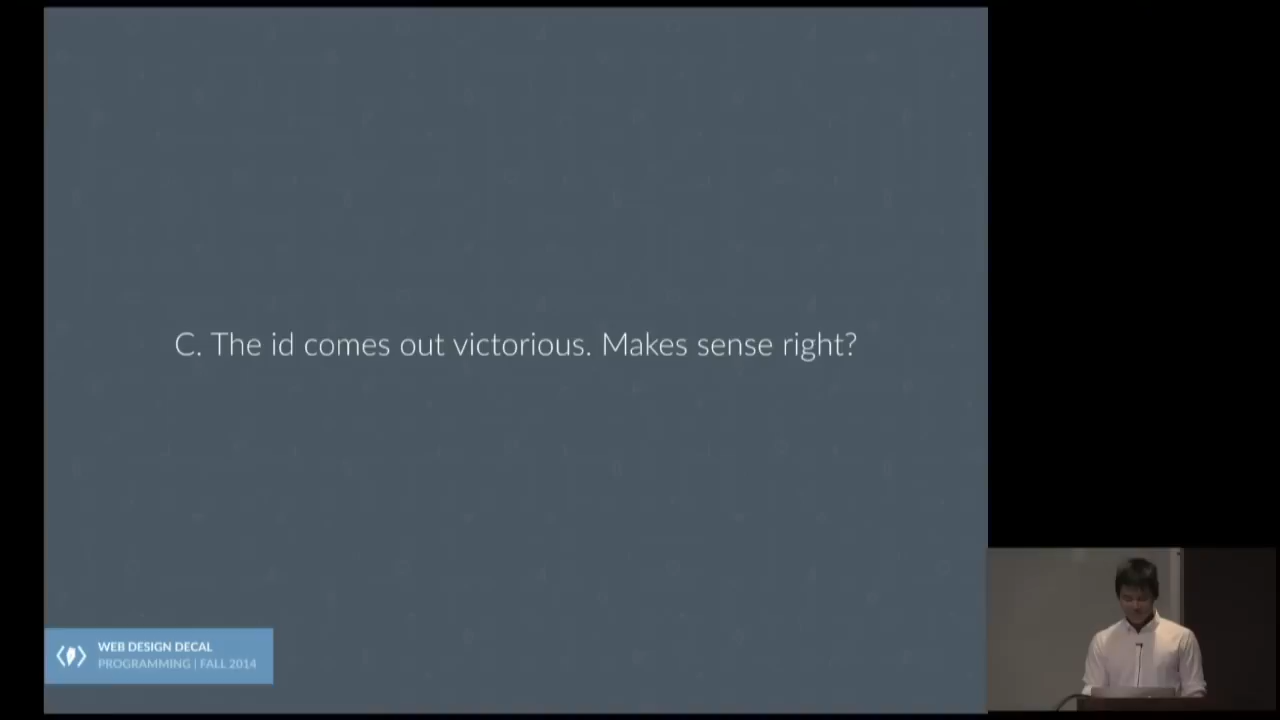 C. The id comes out victorious. Makes sense right?
WEB DESIGN DECAL
PROGRAMMING | FALL 2014